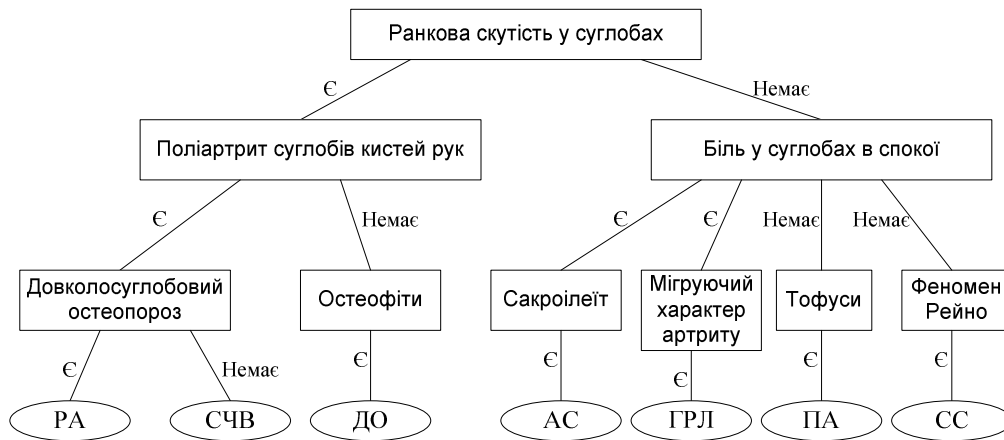 Ранкова скутість у суглобах
Є
Немає
Поліартрит суглобів кистей рук
Біль у суглобах в спокої
Є
Немає
Є
Є
Немає
Немає
Довколосуглобовий
остеопороз
Остеофіти
Сакроілеїт
Мігруючий
характер
артриту
Тофуси
Феномен
Рейно
Є
Немає
Є
Є
Є
Є
Є
РА
СЧВ
ДО
АС
ГРЛ
ПА
СС